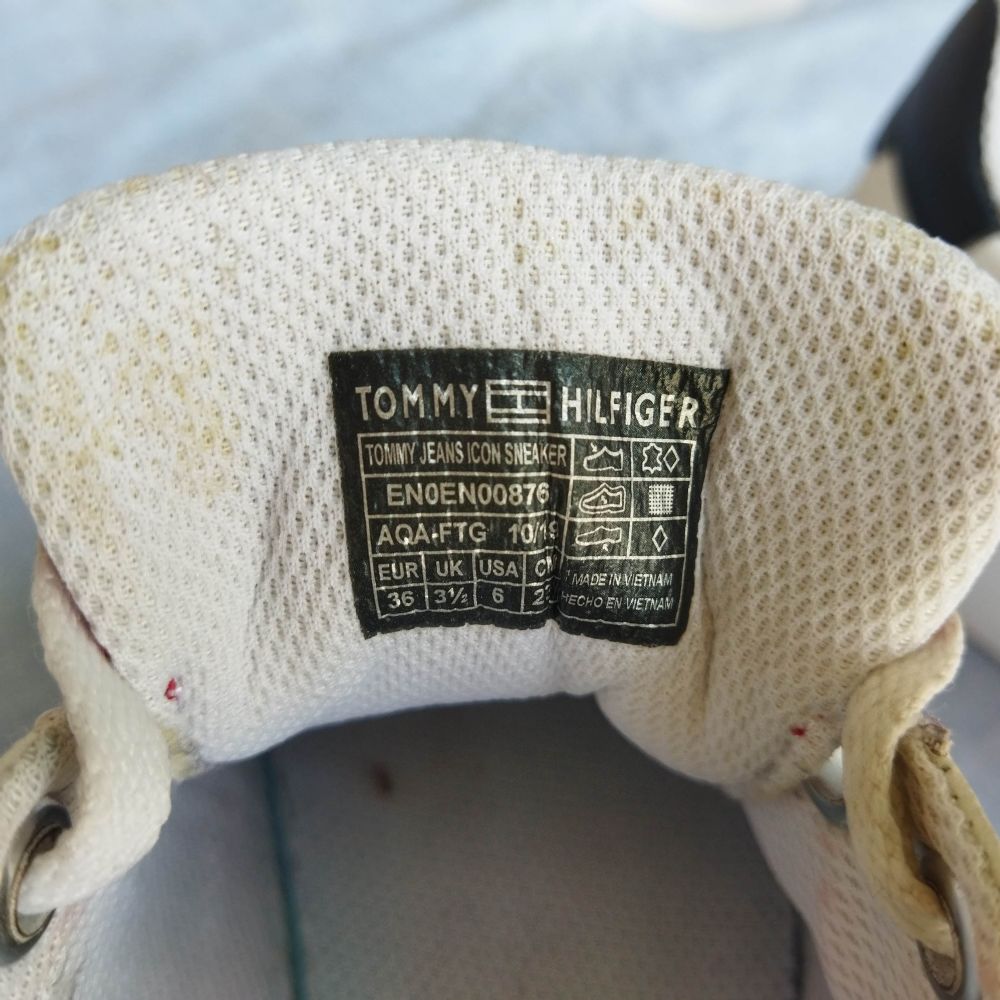 TOMMY HILFIGER
TOMMY JEANS ICON SNEAKER
EN0EN00876
AQA-FTG 10/19
EUR UK USA
36 3½ 6
MADE IN VIETNAM
HECHO EN VIETNAM